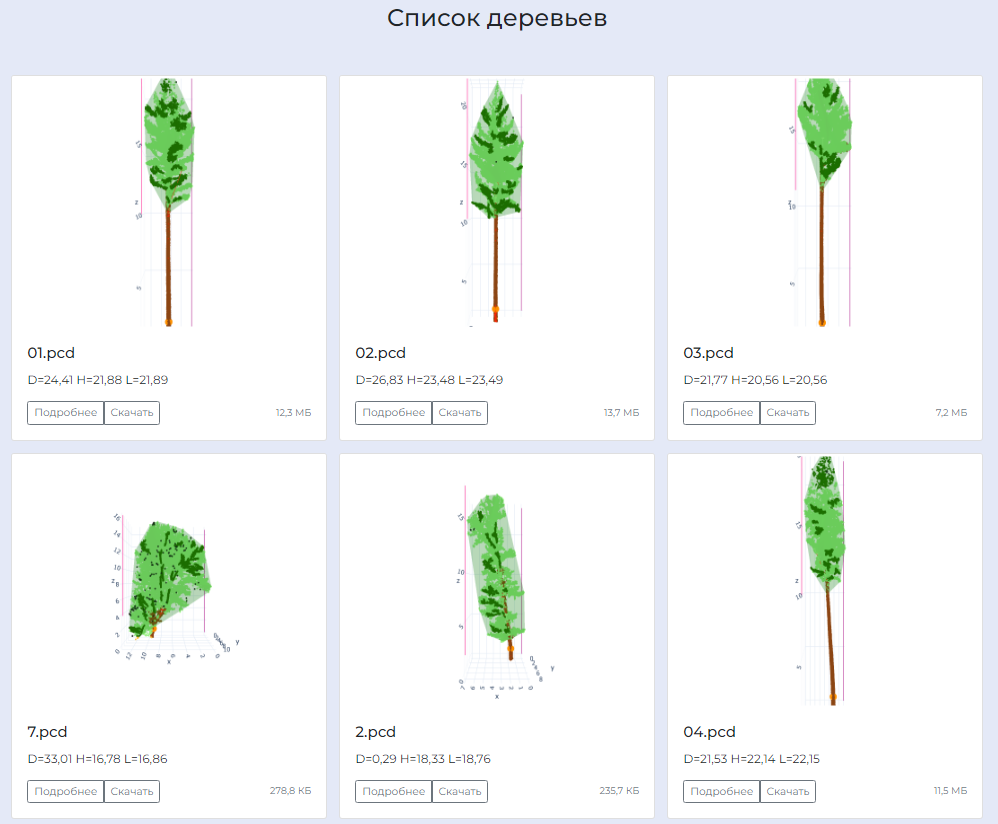 Список деревьев
01.pcd
D=24,41 H=21,88 L=21,89
Подробнее Скачать 12,3 МБ
02.pcd
D=26,83 H=23,48 L=23,49
Подробнее Скачать 13,7 МБ
03.pcd
D=21,77 H=20,56 L=20,56
Подробнее Скачать 7,2 МБ
7.pcd
D=33,01 H=16,78 L=16,86
Подробнее Скачать 278,8 КБ
2.pcd
D=0,29 H=18,33 L=18,76
Подробнее Скачать 235,7 КБ
04.pcd
D=21,53 H=22,14 L=22,15
Подробнее Скачать 11,5 МБ